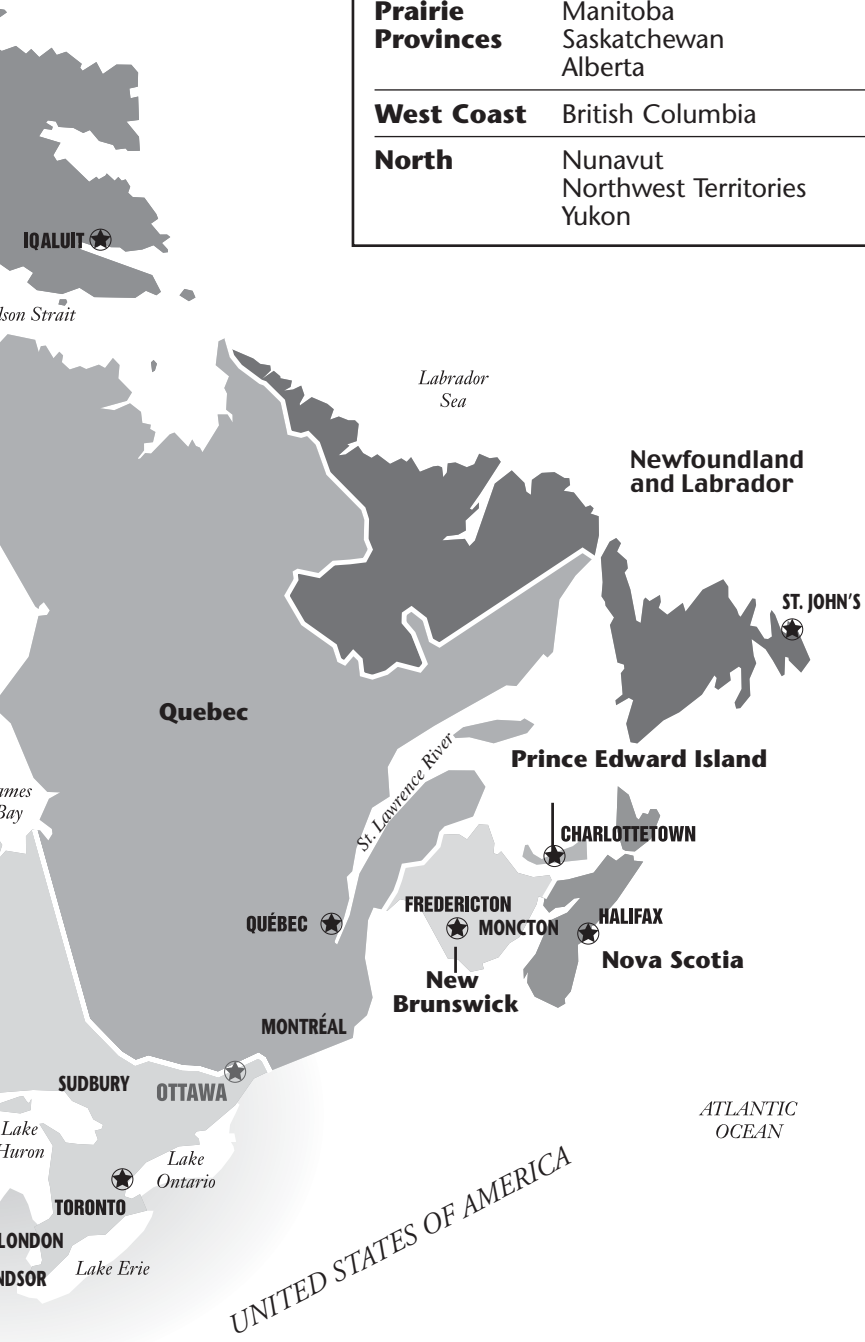 Prairie Provinces
Manitoba
Saskatchewan
Alberta
West Coast
British Columbia
North
Nunavut
Northwest Territories
Yukon
IQALUIT
lson Strait
Labrador
Sea
Newfoundland
and Labrador
ST. JOHN'S
Quebec
St. Lawrence River
Prince Edward Island
ames
Bay
CHARLOTTETOWN
FREDERICTON
MONCTON
HALIFAX
QUÉBEC
Nova Scotia
New
Brunswick
MONTRÉAL
SUDBURY
OTTAWA
ATLANTIC
OCEAN
Lake
Huron
Lake
Ontario
TORONTO
UNITED STATES OF AMERICA
LONDON
NDSOR
Lake Erie